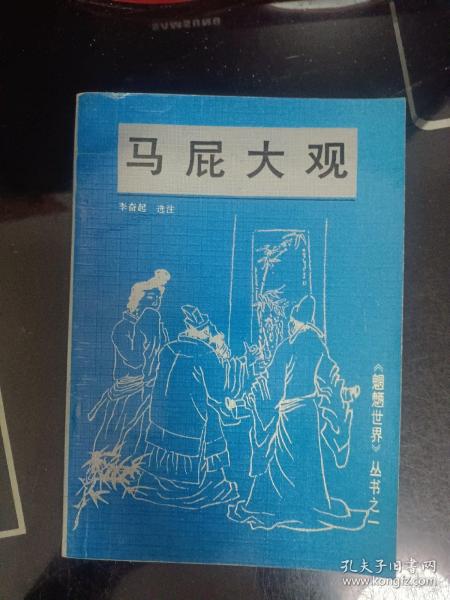 SAMSUNG
马屁大观
李奋起 选注
《魍魉世界》丛书之一
孔夫子旧书网
www.kongfz.com